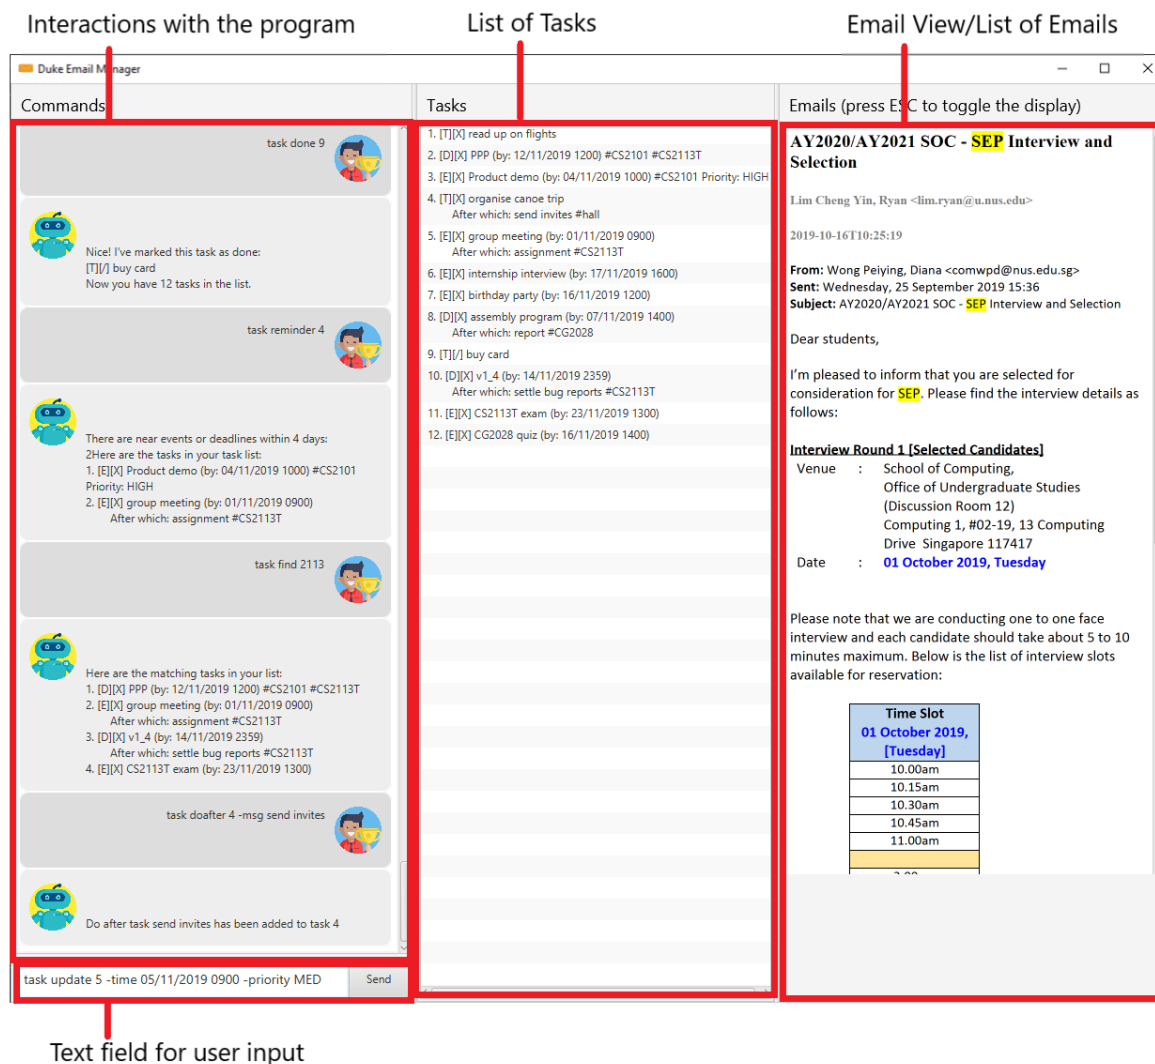 Interactions with the program
List of Tasks
Email View/List of Emails
Duke Email Manager
Commands
task done 9
Nice! I've marked this task as done:
[T][/] buy card
Now you have 12 tasks in the list.
task reminder 4
There are near events or deadlines within 4 days:
2Here are the tasks in your task list:
1. [E][X] Product demo (by: 04/11/2019 1000) #CS2101
Priority: HIGH
2. [E][X] group meeting (by: 01/11/2019 0900)
After which: assignment #CS2113T
task find 2113
Here are the matching tasks in your list:
1. [D][X] PPP (by: 12/11/2019 1200) #CS2101 #CS2113T
2. [E][X] group meeting (by: 01/11/2019 0900)
After which: assignment #CS2113T
3. [D][X] v1_4 (by: 14/11/2019 2359)
After which: settle bug reports #CS2113T
4. [E][X] CS2113T exam (by: 23/11/2019 1300)
task doafter 4 -msg send invites
Do after task send invites has been added to task 4
task update 5 -time 05/11/2019 0900 -priority MED
Send
Tasks
1. [T][X] read up on flights
2. [D][X] PPP (by: 12/11/2019 1200) #CS2101 #CS2113T
3. [E][X] Product demo (by: 04/11/2019 1000) #CS2101 Priority: HIGH
4. [T][X] organise canoe trip
After which: send invites #hall
5. [E][X] group meeting (by: 01/11/2019 0900)
After which: assignment #CS2113T
6. [E][X] internship interview (by: 17/11/2019 1600)
7. [E][X] birthday party (by: 16/11/2019 1200)
8. [D][X] assembly program (by: 07/11/2019 1400)
After which: report #CG2028
9. [T][/] buy card
10. [D][X] v1_4 (by: 14/11/2019 2359)
After which: settle bug reports #CS2113T
11. [E][X] CS2113T exam (by: 23/11/2019 1300)
12. [E][X] CG2028 quiz (by: 16/11/2019 1400)
Emails (press ESC to toggle the display)
AY2020/AY2021 SOC - SEP Interview and
Selection
Lim Cheng Yin, Ryan <lim.ryan@u.nus.edu>
2019-10-16T10:25:19
From: Wong Peiying, Diana <comwpd@nus.edu.sg>
Sent: Wednesday, 25 September 2019 15:36
Subject: AY2020/AY2021 SOC - SEP Interview and Selection
Dear students,
I'm pleased to inform that you are selected for
consideration for SEP. Please find the interview details as
follows:
Interview Round 1 [Selected Candidates]
Venue : School of Computing,
Office of Undergraduate Studies
(Discussion Room 12)
Computing 1, #02-19, 13 Computing
Drive Singapore 117417
Date : 01 October 2019, Tuesday
Please note that we are conducting one to one face
interview and each candidate should take about 5 to 10
minutes maximum. Below is the list of interview slots
available for reservation:
Time Slot
01 October 2019,
[Tuesday]
10.00am
10.15am
10.30am
10.45am
11.00am
Text field for user input